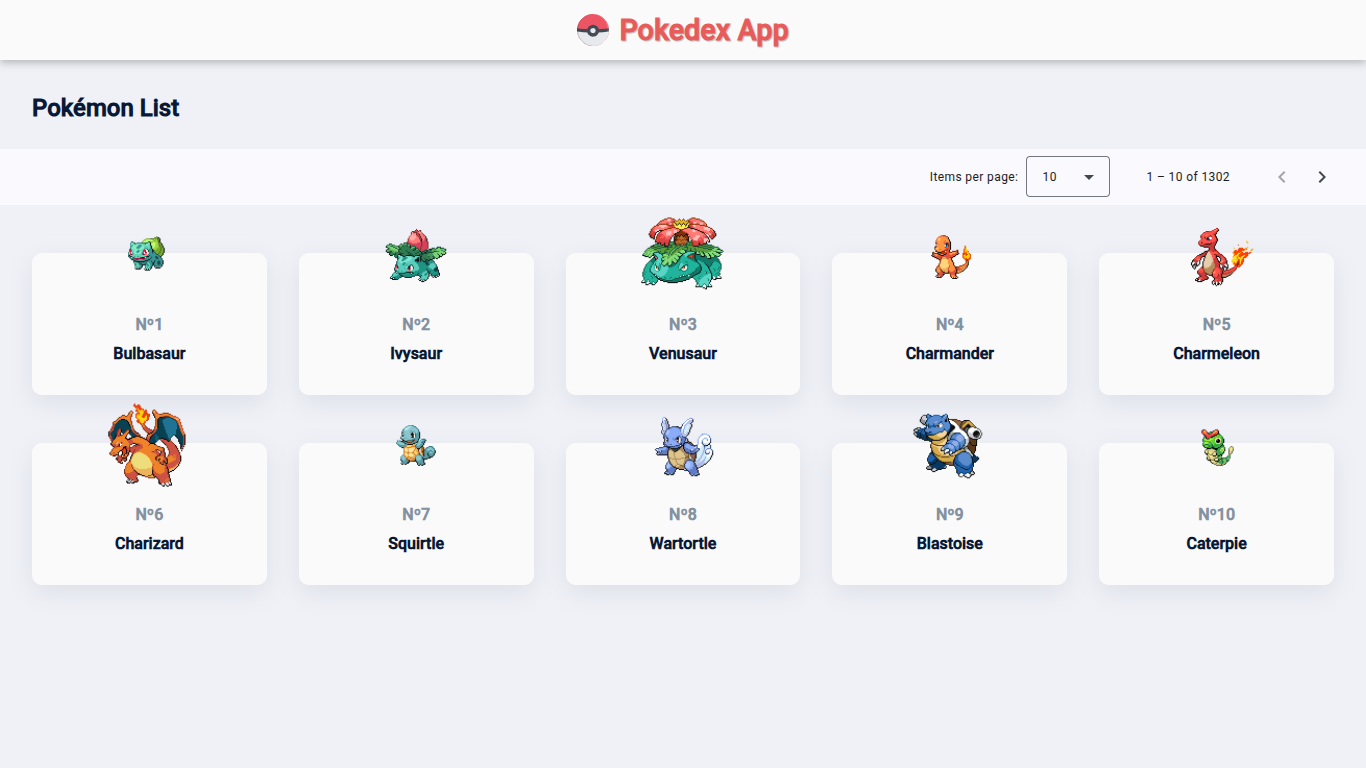 Pokedex App
Pokémon List
Items per page: 10 1 – 10 of 1302
Nº1 Nº2 Nº3 Nº4 Nº5
Bulbasaur Ivysaur Venusaur Charmander Charmeleon
Nº6 Nº7 Nº8 Nº9 Nº10
Charizard Squirtle Wartortle Blastoise Caterpie